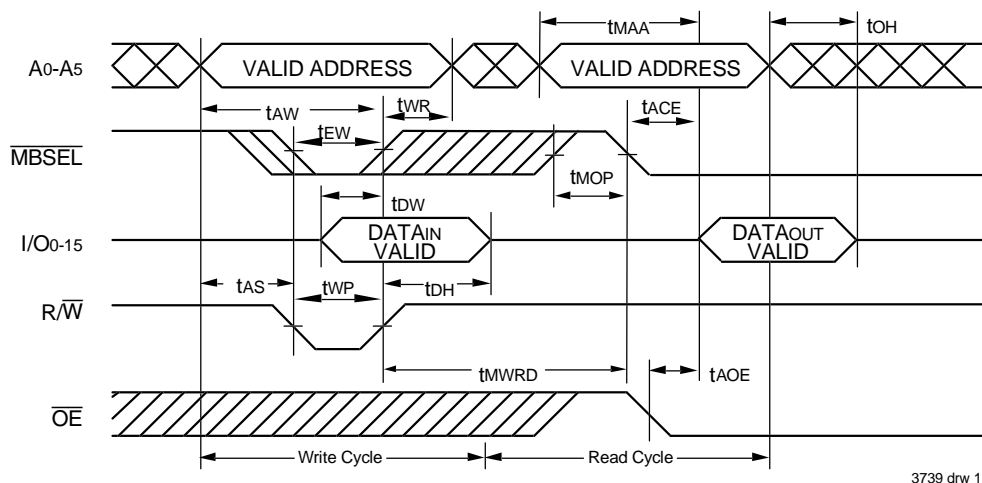 tMAA
tOH
A0-A5
VALID ADDRESS
VALID ADDRESS
tAW
tWR
tACE
tEW
MBSEL
tMOP
tDW
I/O0-15
DATAIN
VALID
DATAOUT
VALID
tAS
tWP
tDH
R/W
tMWRD
tAOE
OE
Write Cycle
Read Cycle
3739 drw 1